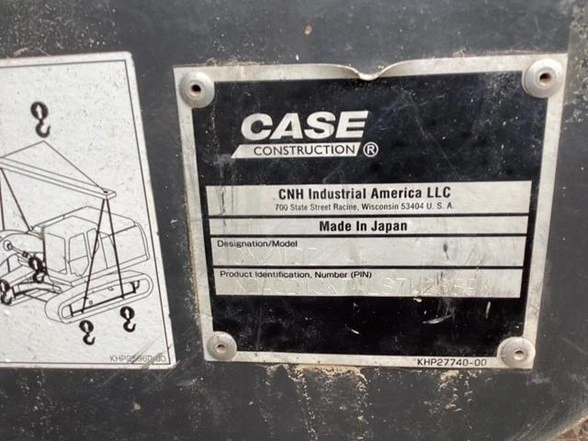 CASE
CONSTRUCTION ®
CNH Industrial America LLC
700 State Street Racine, Wisconsin 53404 U. S. A.
Made In Japan
Designation/Model
Product Identification, Number (PIN)
KHP27740-00